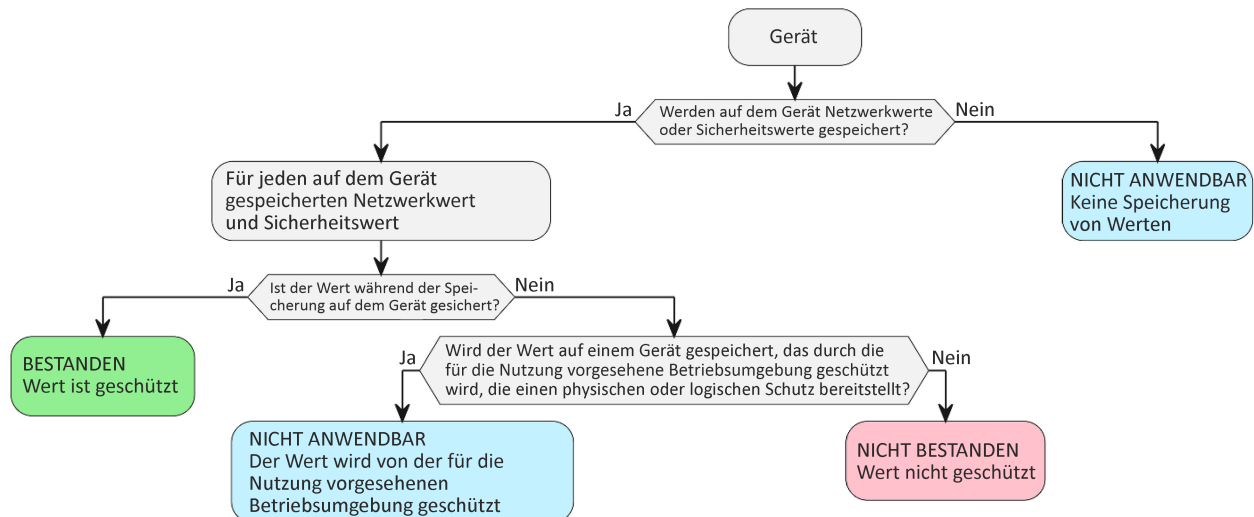 Gerät
Ja
Werden auf dem Gerät Netzwerkwerte
oder Sicherheitswerte gespeichert?
Nein
Für jeden auf dem Gerät
gespeicherten Netzwerkwert
und Sicherheitswert
NICHT ANWENDBAR
Keine Speicherung
von Werten
Ja
Ist der Wert während der Spei-
cherung auf dem Gerät gesichert?
Nein
BESTANDEN
Wert ist geschützt
Ja
Wird der Wert auf einem Gerät gespeichert, das durch die
für die Nutzung vorgesehene Betriebsumgebung geschützt
wird, die einen physischen oder logischen Schutz bereitstellt?
Nein
NICHT ANWENDBAR
Der Wert wird von der für die
Nutzung vorgesehenen
Betriebsumgebung geschützt
NICHT BESTANDEN
Wert nicht geschützt